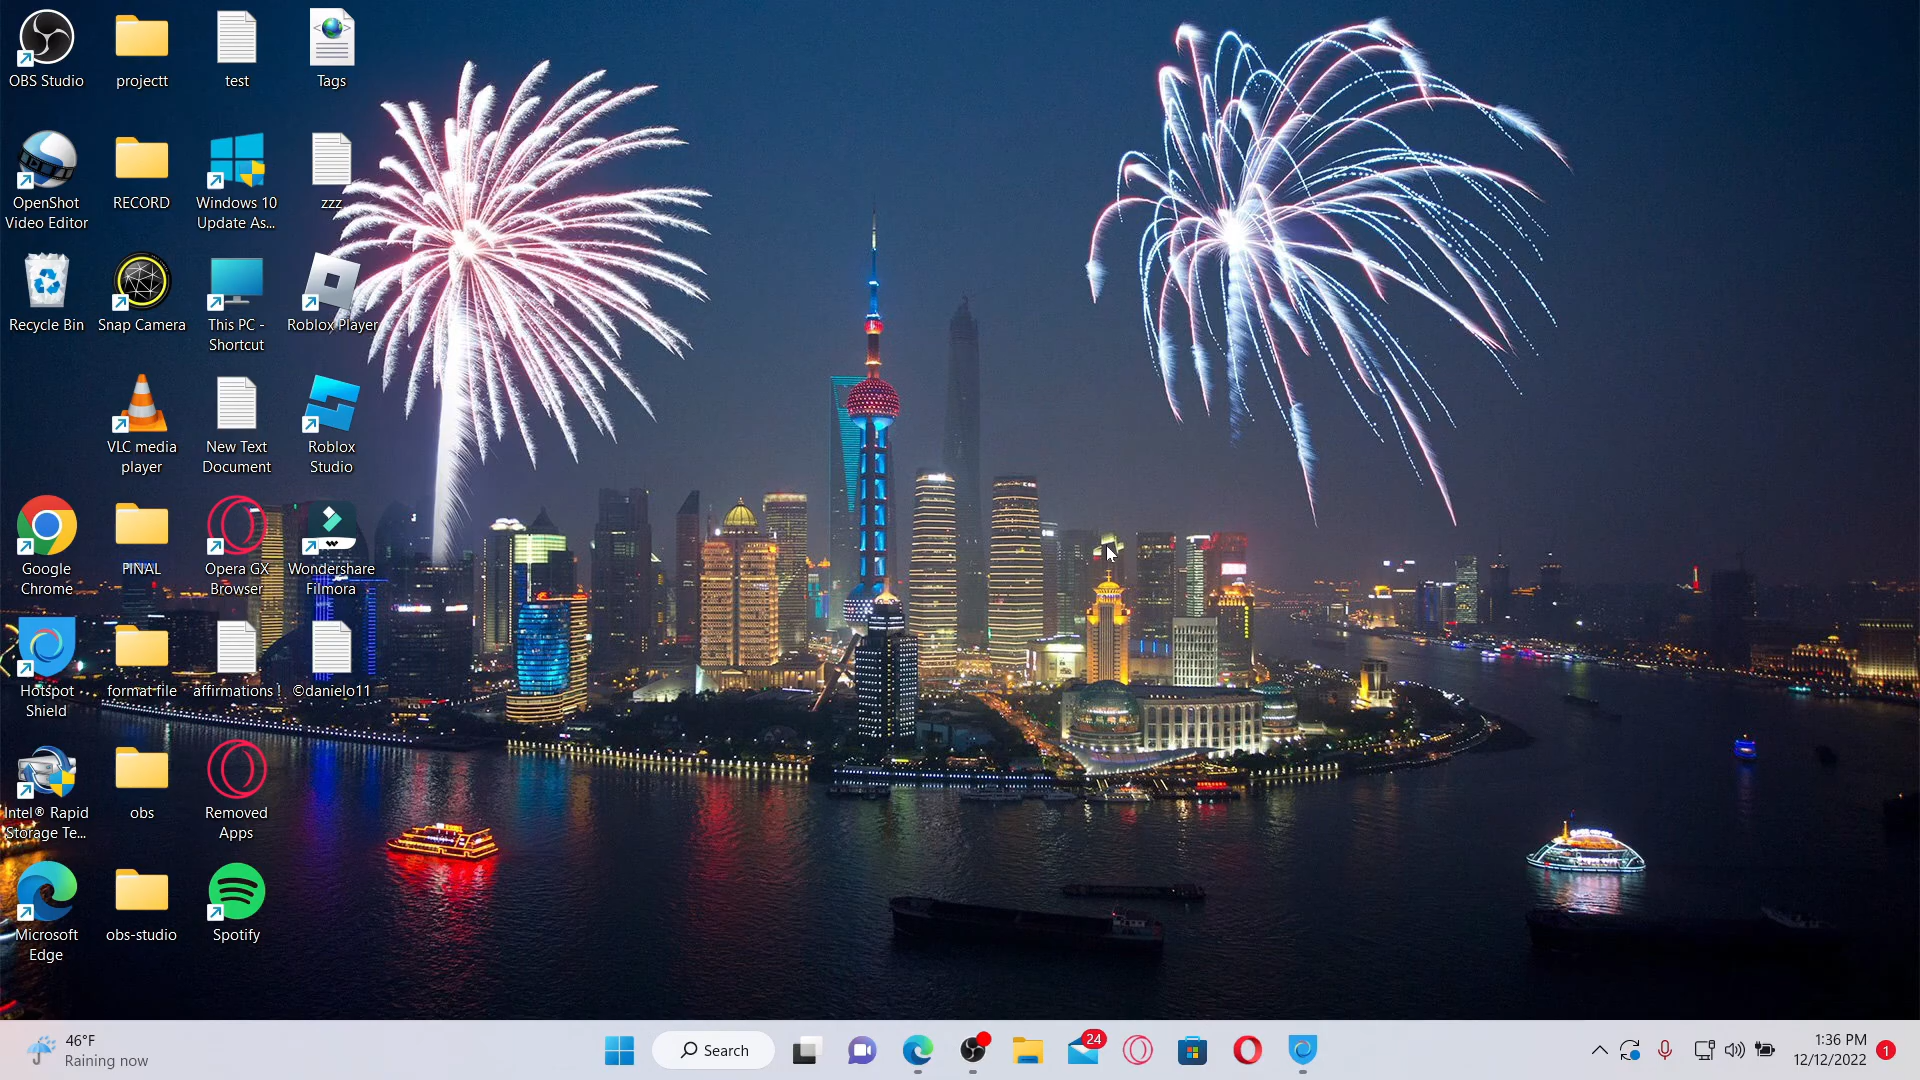 OBS Studio
projectt
test
Tags
OpenShot
Video Editor
RECORD
Windows 10
Update As...
zzz
Recycle Bin
Snap Camera
This PC -
Shortcut
Roblox Player
VLC media
player
New Text
Document
Roblox
Studio
Google
Chrome
PINAL
Opera GX
Browser
Wondershare
Filmora
Hotspot
Shield
format file
affirmations !
©danielo11
Intel® Rapid
Storage Te...
obs
Removed
Apps
Microsoft
Edge
obs-studio
Spotify
46°F
Raining now
Search
24
1:36 PM
12/12/2022
1